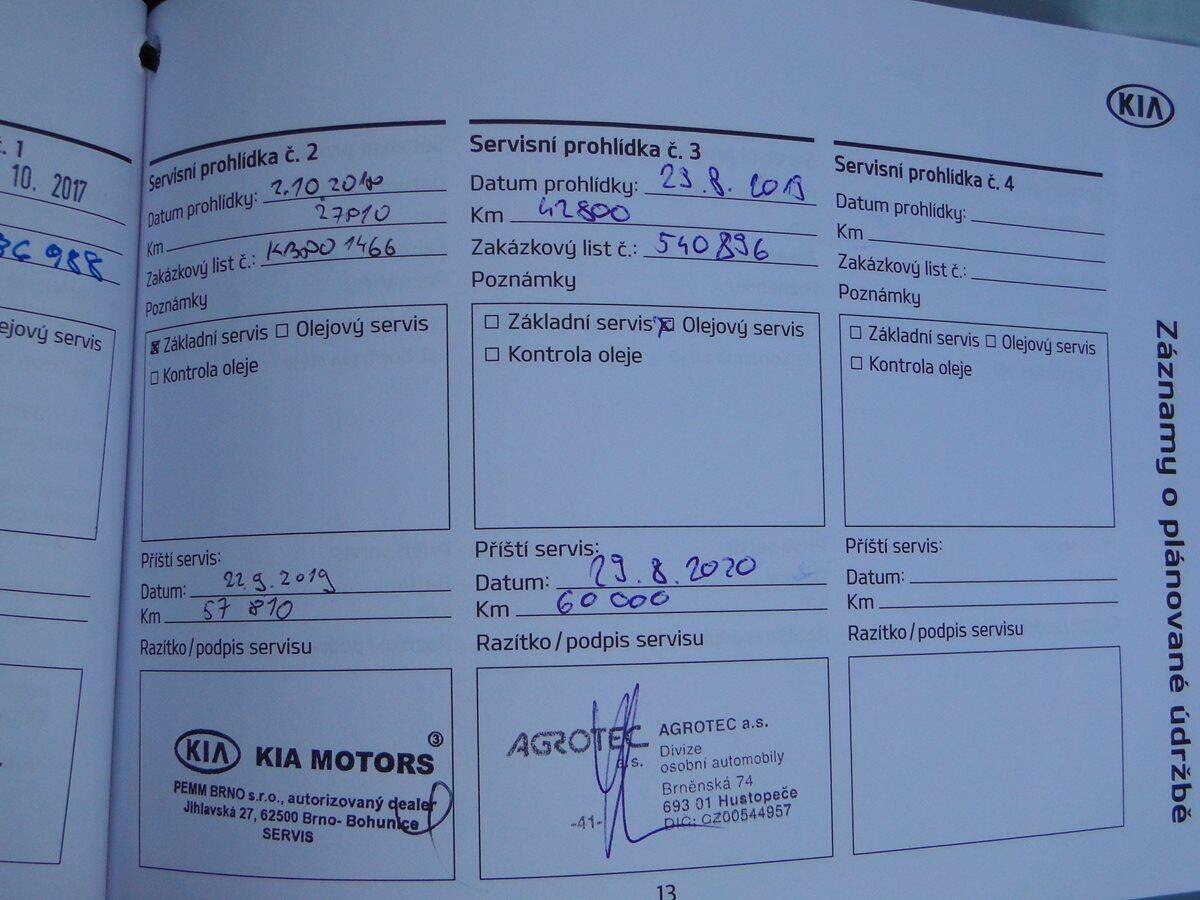 KIA
č. 1
10. 2017
36 988
ejový servis
Servisní prohlídka č. 2
Datum prohlídky: 2.10.2018
27810
Km
Zakázkový list č.: 1466
Poznámky
Základní servis Olejový servis
Kontrola oleje
Příští servis:
Datum: 22.9.2019
Km 57 810
Razítko/podpis servisu
KIA KIA MOTORS 3
PEMM BRNO s.r.o., autorizovaný dealer
Jihlavská 27, 62500 Brno- Bohunice
SERVIS
Servisní prohlídka č. 3
Datum prohlídky: 29.8. 2019
Km 42800
Zakázkový list č.: 540896
Poznámky
Základní servis Olejový servis
Kontrola oleje
Příští servis:
Datum: 29.8.2020
Km 60 000
Razítko/podpis servisu
AGROTEC
a.s.
-41-
AGROTEC a.s.
Divize
osobní automobily
Brněnská 74
693 01 Hustopeče
DIČ: CZ00544957
Servisní prohlídka č. 4
Datum prohlídky:
Km
Zakázkový list č.:
Poznámky
Základní servis Olejový servis
Kontrola oleje
Příští servis:
Datum:
Km
Razítko/podpis servisu
Záznamy o plánované údržbě
13